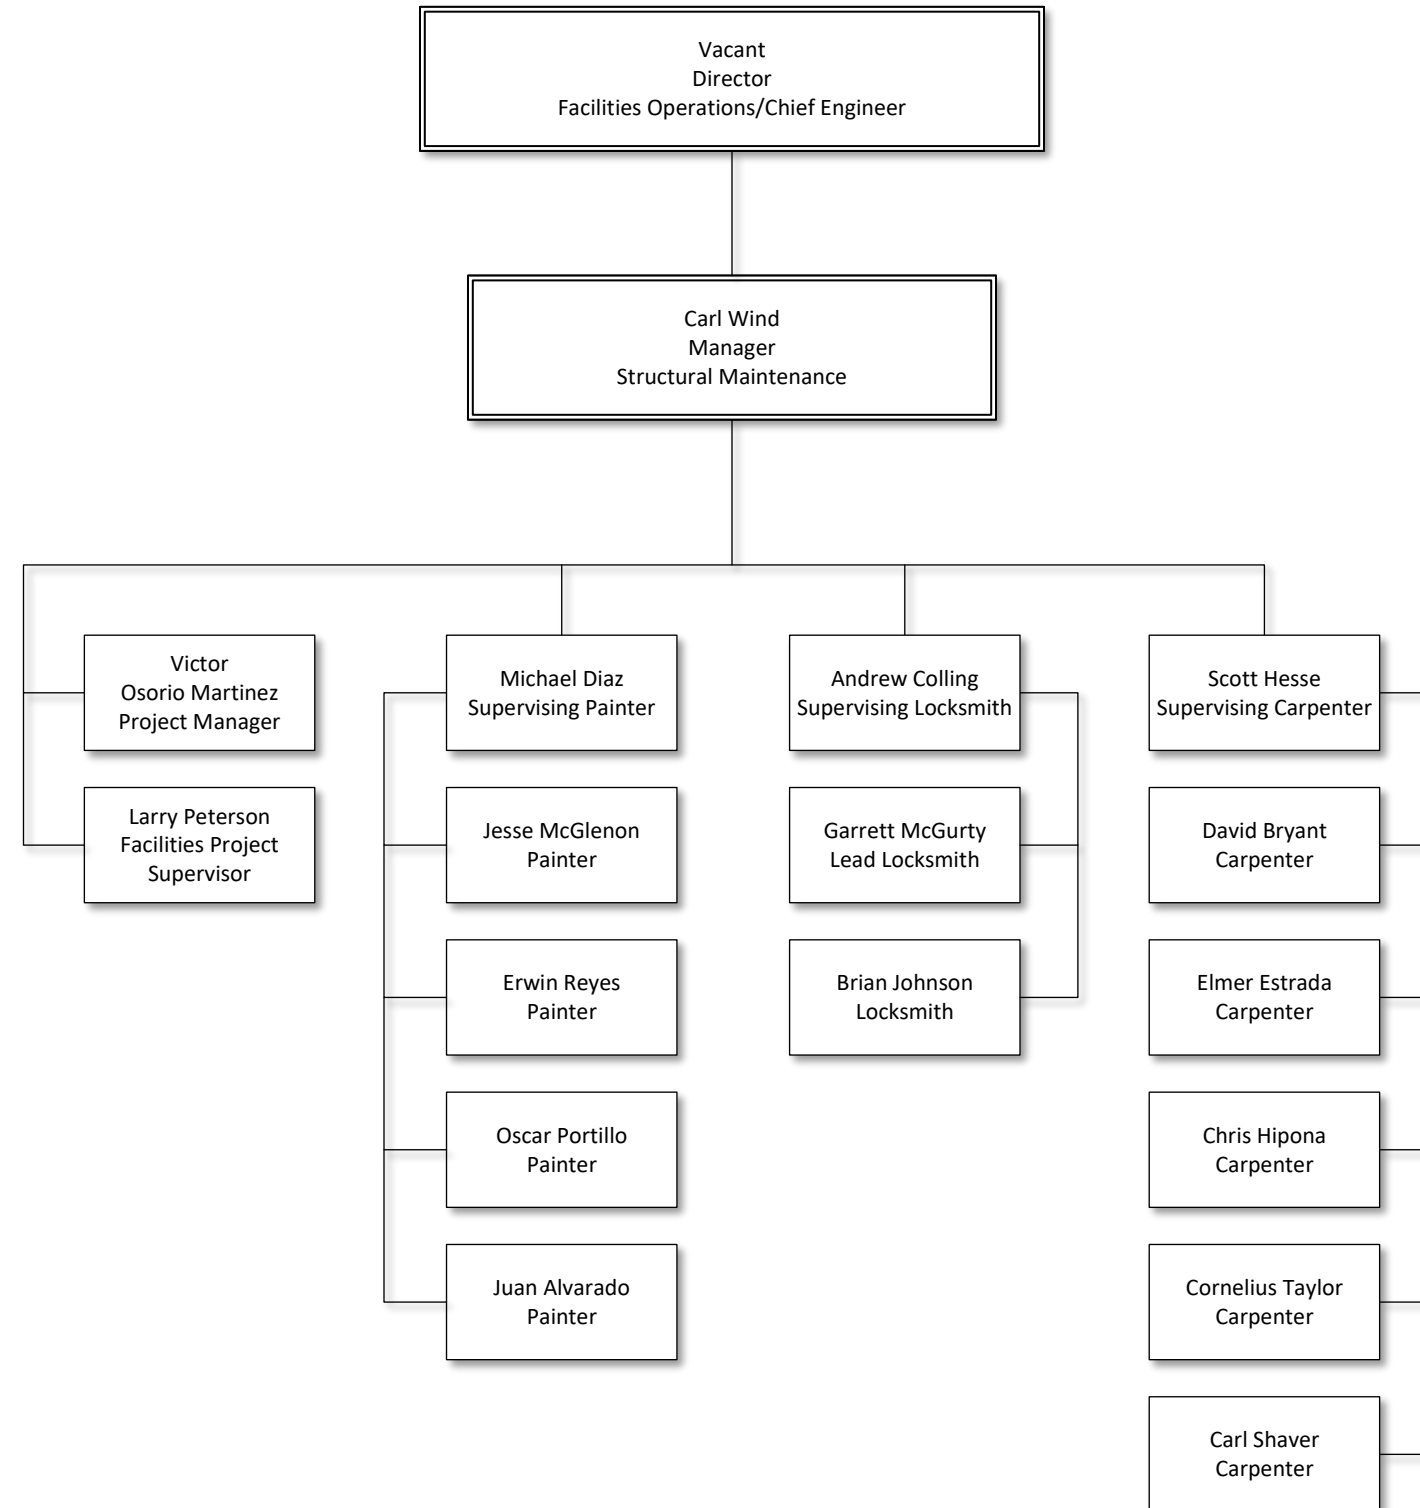 Vacant
Director
Facilities Operations/Chief Engineer
Carl Wind
Manager
Structural Maintenance
Victor
Osorio Martinez
Project Manager
Larry Peterson
Facilities Project
Supervisor
Michael Diaz
Supervising Painter
Jesse McGlenon
Painter
Erwin Reyes
Painter
Oscar Portillo
Painter
Juan Alvarado
Painter
Andrew Colling
Supervising Locksmith
Garrett McGurty
Lead Locksmith
Brian Johnson
Locksmith
Scott Hesse
Supervising Carpenter
David Bryant
Carpenter
Elmer Estrada
Carpenter
Chris Hipona
Carpenter
Cornelius Taylor
Carpenter
Carl Shaver
Carpenter